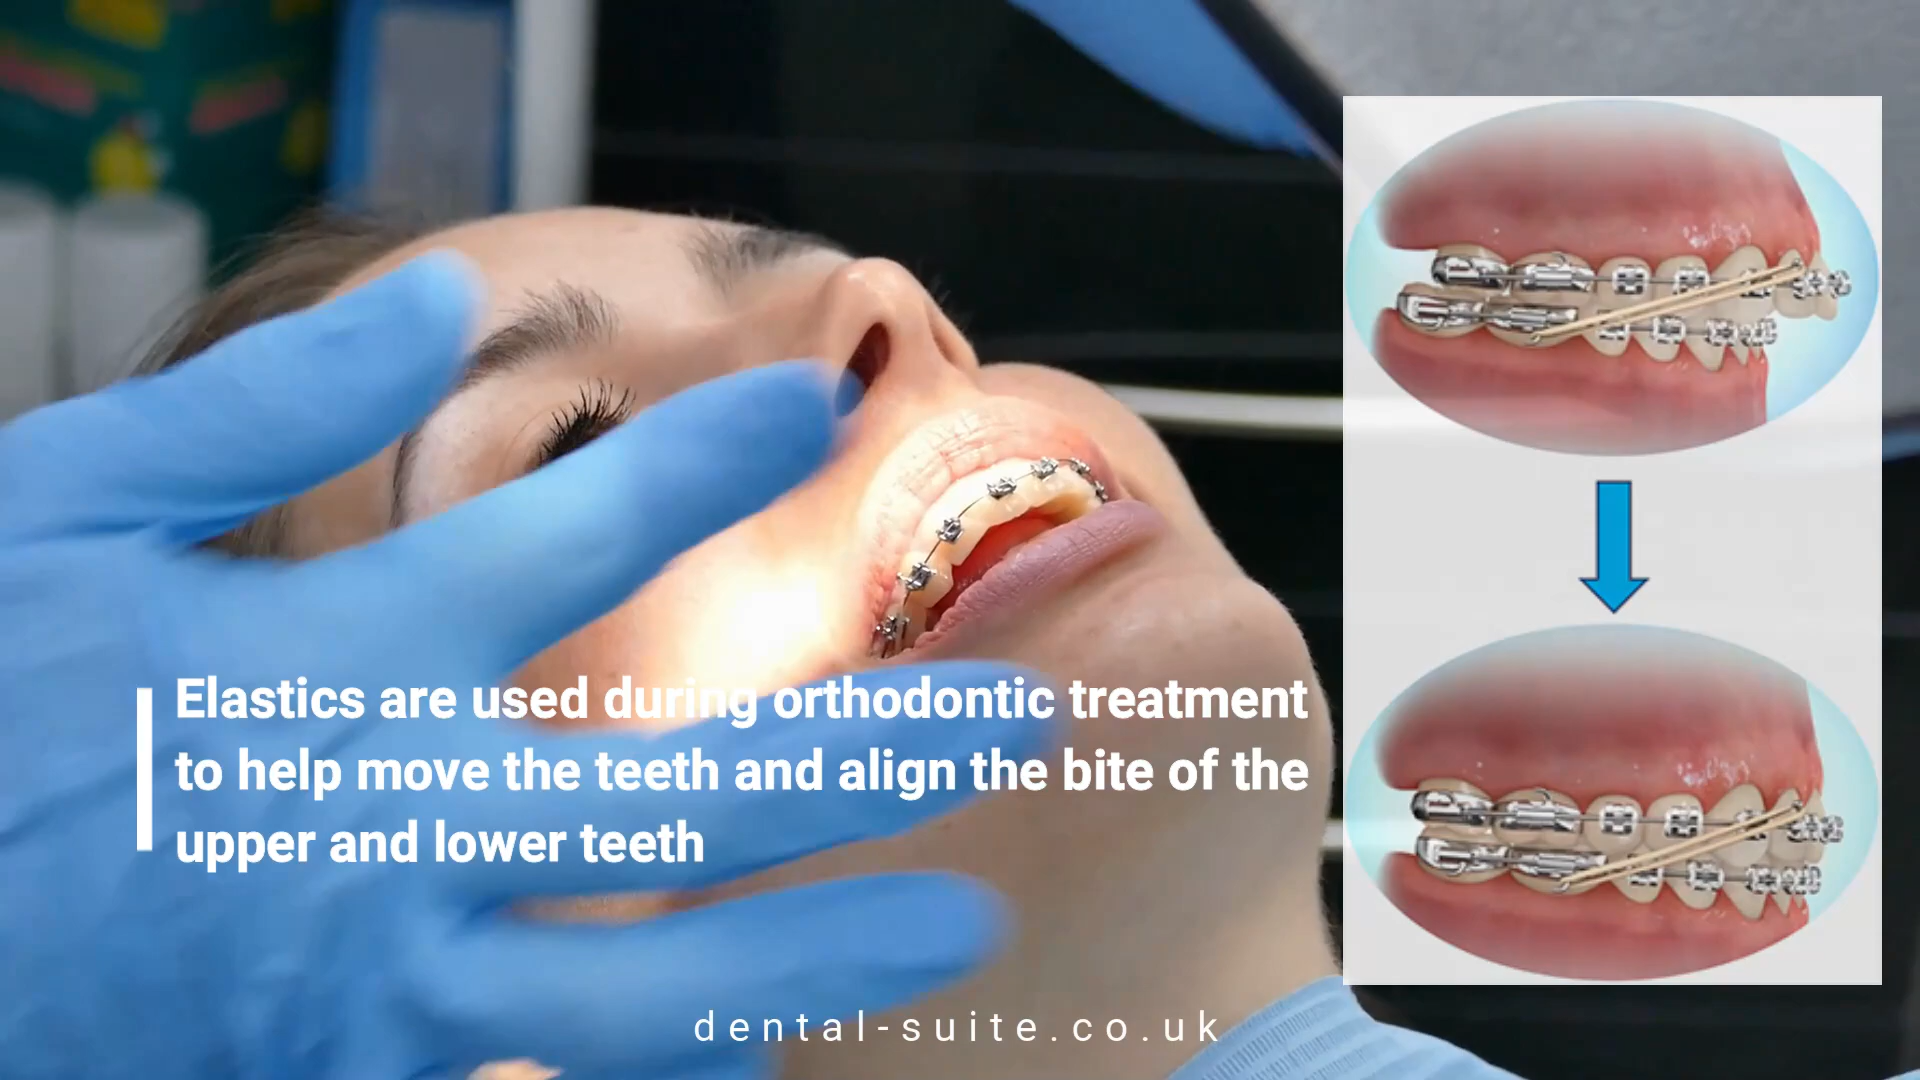 Elastics are used during orthodontic treatment
to help move the teeth and align the bite of the
upper and lower teeth
dental-suite.co.uk